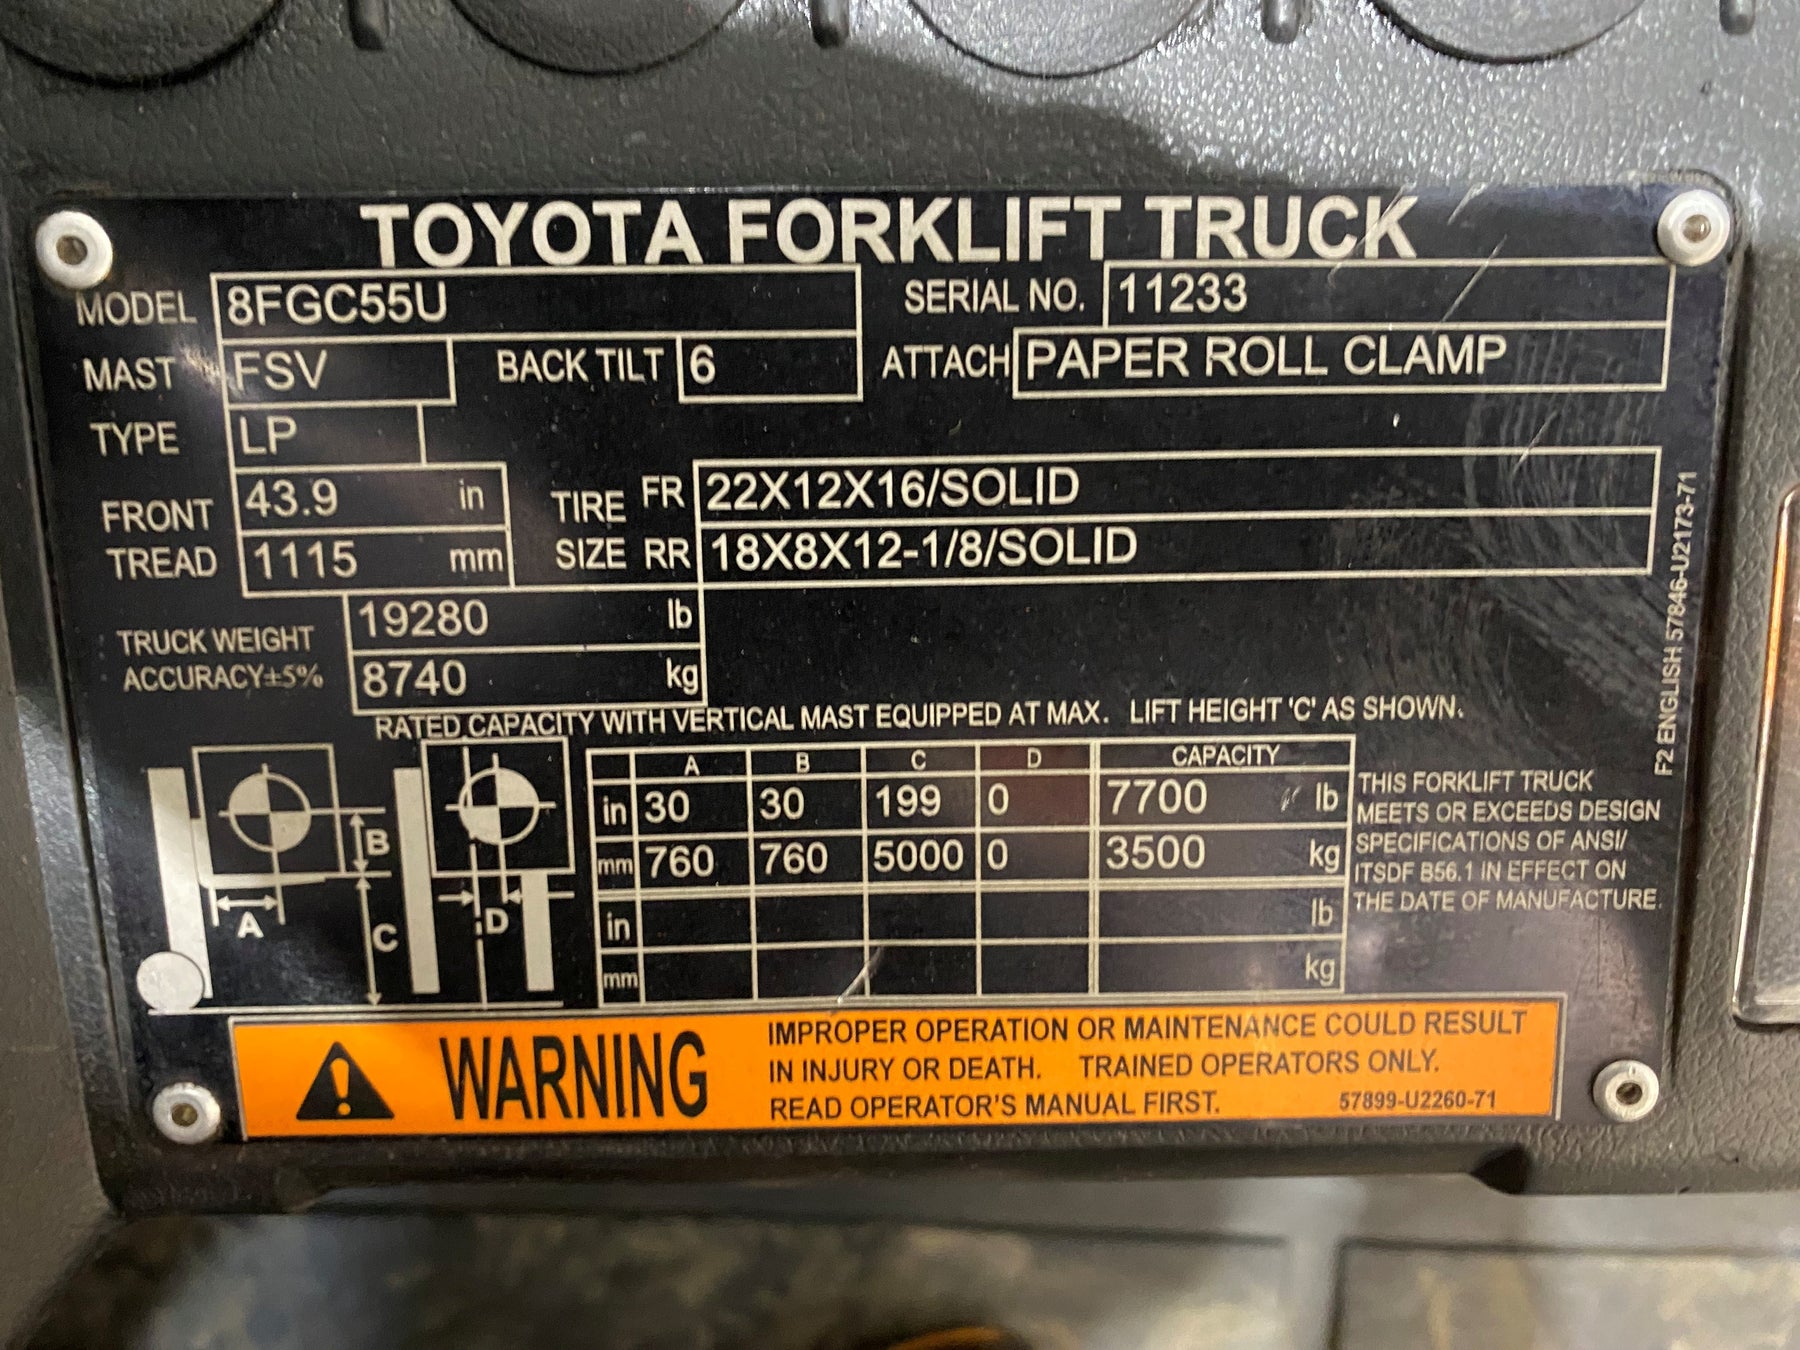 TOYOTA FORKLIFT TRUCK
MODEL 8FGC55U SERIAL NO. 11233
MAST FSV BACK TILT 6 ATTACH PAPER ROLL CLAMP
TYPE LP
FRONT TREAD 43.9 in TIRE SIZE FR 22X12X16/SOLID
1115 mm RR 18X8X12-1/8/SOLID
TRUCK WEIGHT 19280 lb
ACCURACY±5% 8740 kg
RATED CAPACITY WITH VERTICAL MAST EQUIPPED AT MAX. LIFT HEIGHT 'C' AS SHOWN.
A B C D CAPACITY
in 30 30 199 0 7700 lb
mm 760 760 5000 0 3500 kg
in lb
mm kg
B
A
C
D
THIS FORKLIFT TRUCK
MEETS OR EXCEEDS DESIGN
SPECIFICATIONS OF ANSI/
ITSDF B56.1 IN EFFECT ON
THE DATE OF MANUFACTURE.
F2 ENGLISH 57846-U2173-71
WARNING
IMPROPER OPERATION OR MAINTENANCE COULD RESULT
IN INJURY OR DEATH. TRAINED OPERATORS ONLY.
READ OPERATOR'S MANUAL FIRST. 57899-U2260-71